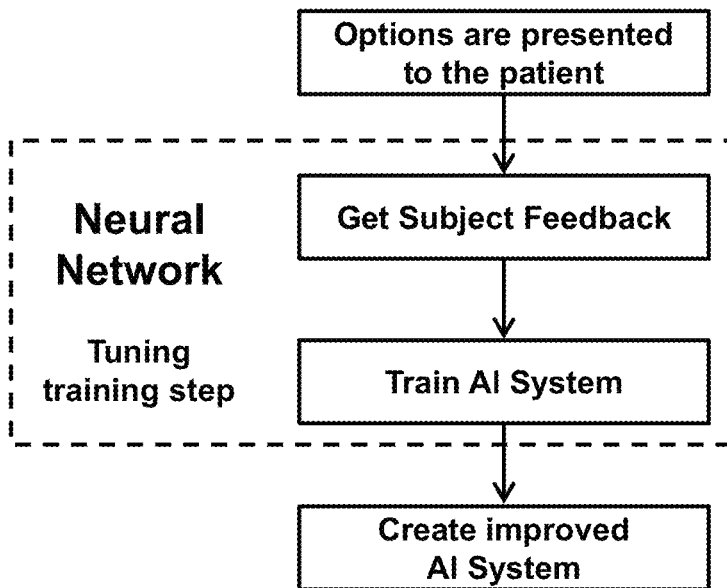 Options are presented
to the patient
Neural
Network
Tuning
training step
Get Subject Feedback
Train AI System
Create improved
AI System